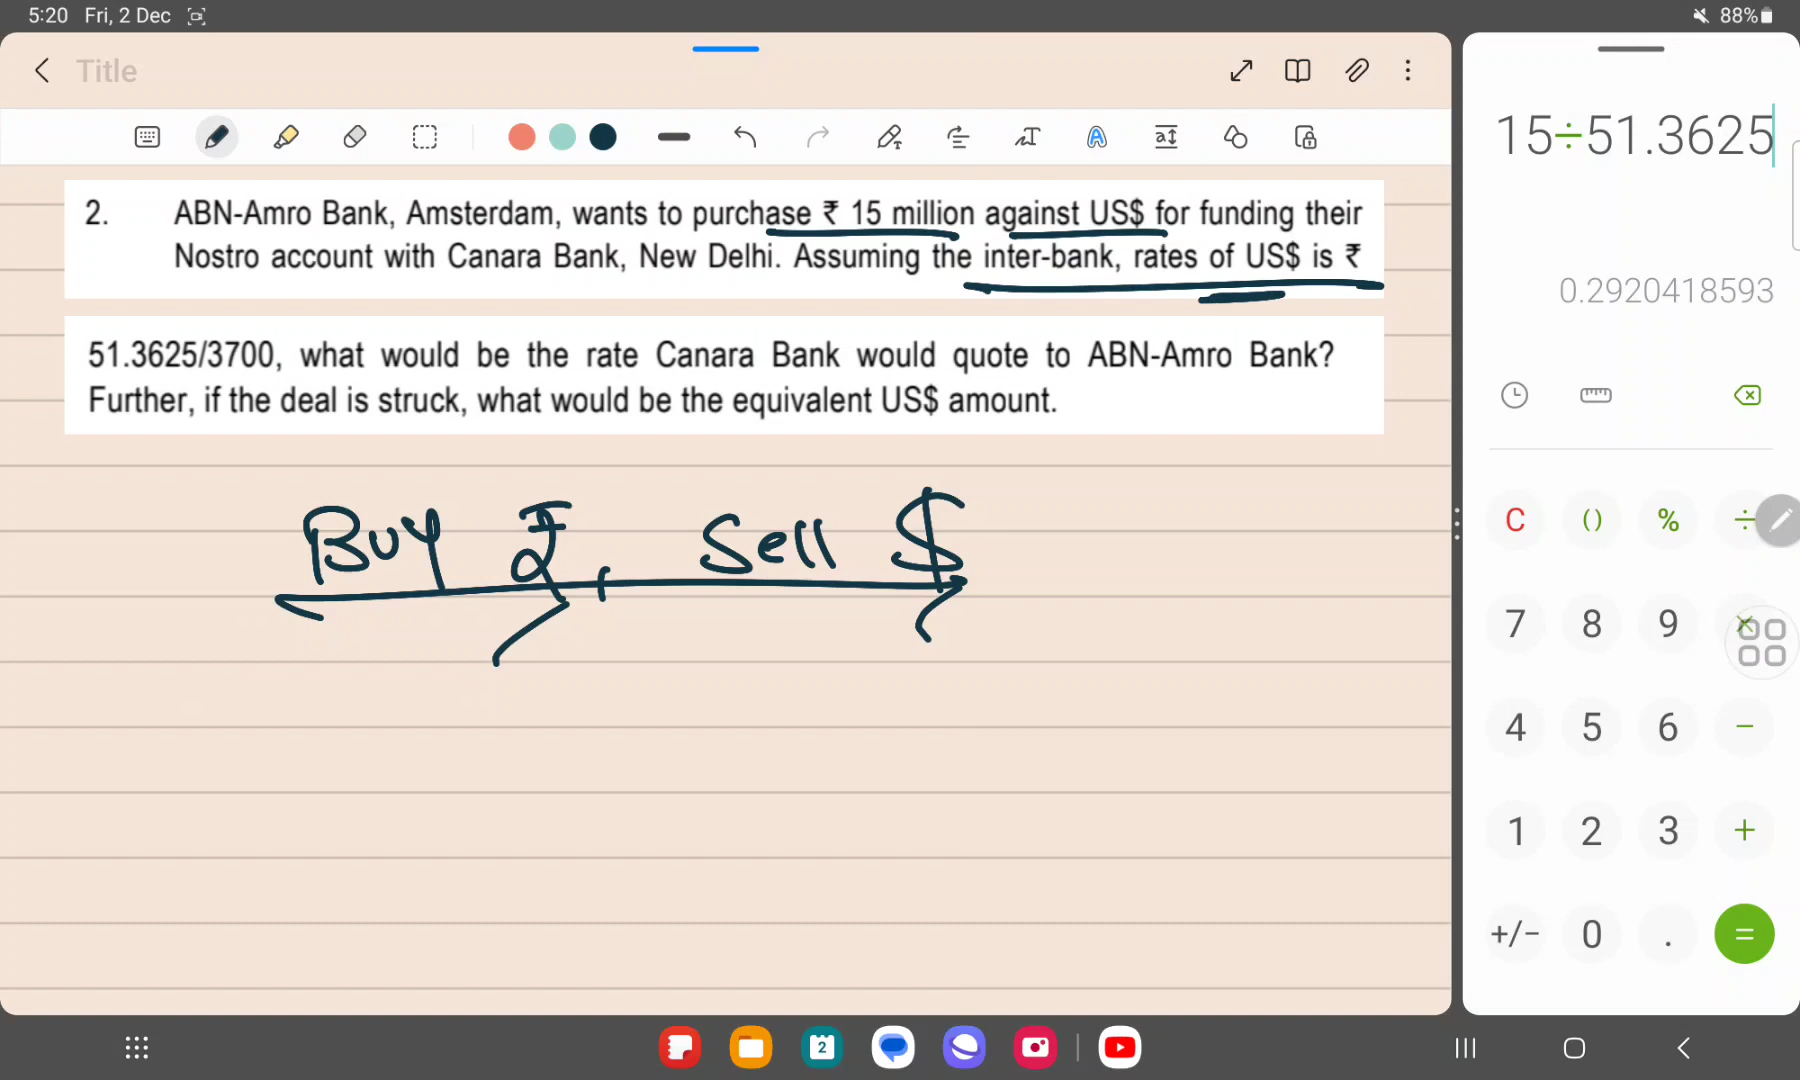 5:20 Fri, 2 Dec 88%
Title
15÷51.3625
0.2920418593
2. ABN-Amro Bank, Amsterdam, wants to purchase ₹ 15 million against US$ for funding their
Nostro account with Canara Bank, New Delhi. Assuming the inter-bank, rates of US$ is ₹
51.3625/3700, what would be the rate Canara Bank would quote to ABN-Amro Bank?
Further, if the deal is struck, what would be the equivalent US$ amount.
Buy ₹, Sell $
C () % ÷
7 8 9 ×
4 5 6 −
1 2 3 +
+/− 0 . =
2